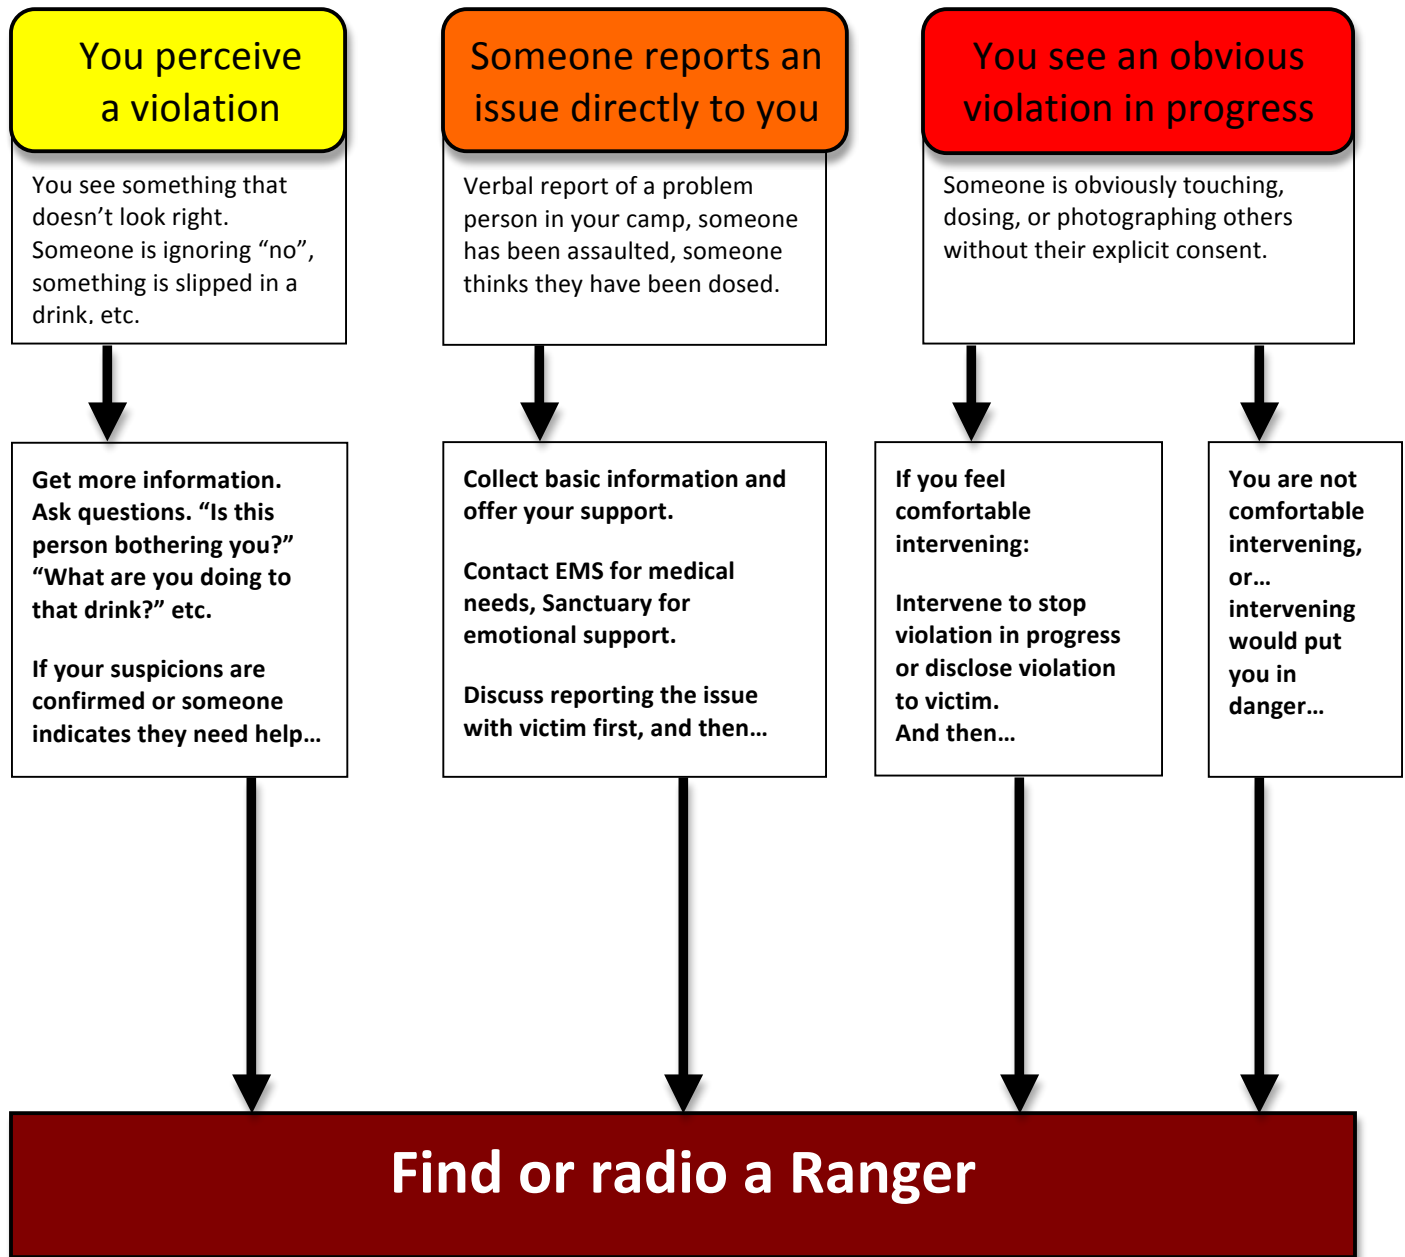 You perceive
a violation
You see something that
doesn’t look right.
Someone is ignoring “no”,
something is slipped in a
drink, etc.
Get more information.
Ask questions. “Is this
person bothering you?”
“What are you doing to
that drink?” etc.
If your suspicions are
confirmed or someone
indicates they need help…
Someone reports an
issue directly to you
Verbal report of a problem
person in your camp, someone
has been assaulted, someone
thinks they have been dosed.
Collect basic information and
offer your support.
Contact EMS for medical
needs, Sanctuary for
emotional support.
Discuss reporting the issue
with victim first, and then…
You see an obvious
violation in progress
Someone is obviously touching,
dosing, or photographing others
without their explicit consent.
If you feel
comfortable
intervening:
Intervene to stop
violation in progress
or disclose violation
to victim.
And then…
You are not
comfortable
intervening,
or…
intervening
would put
you in
danger…
Find or radio a Ranger